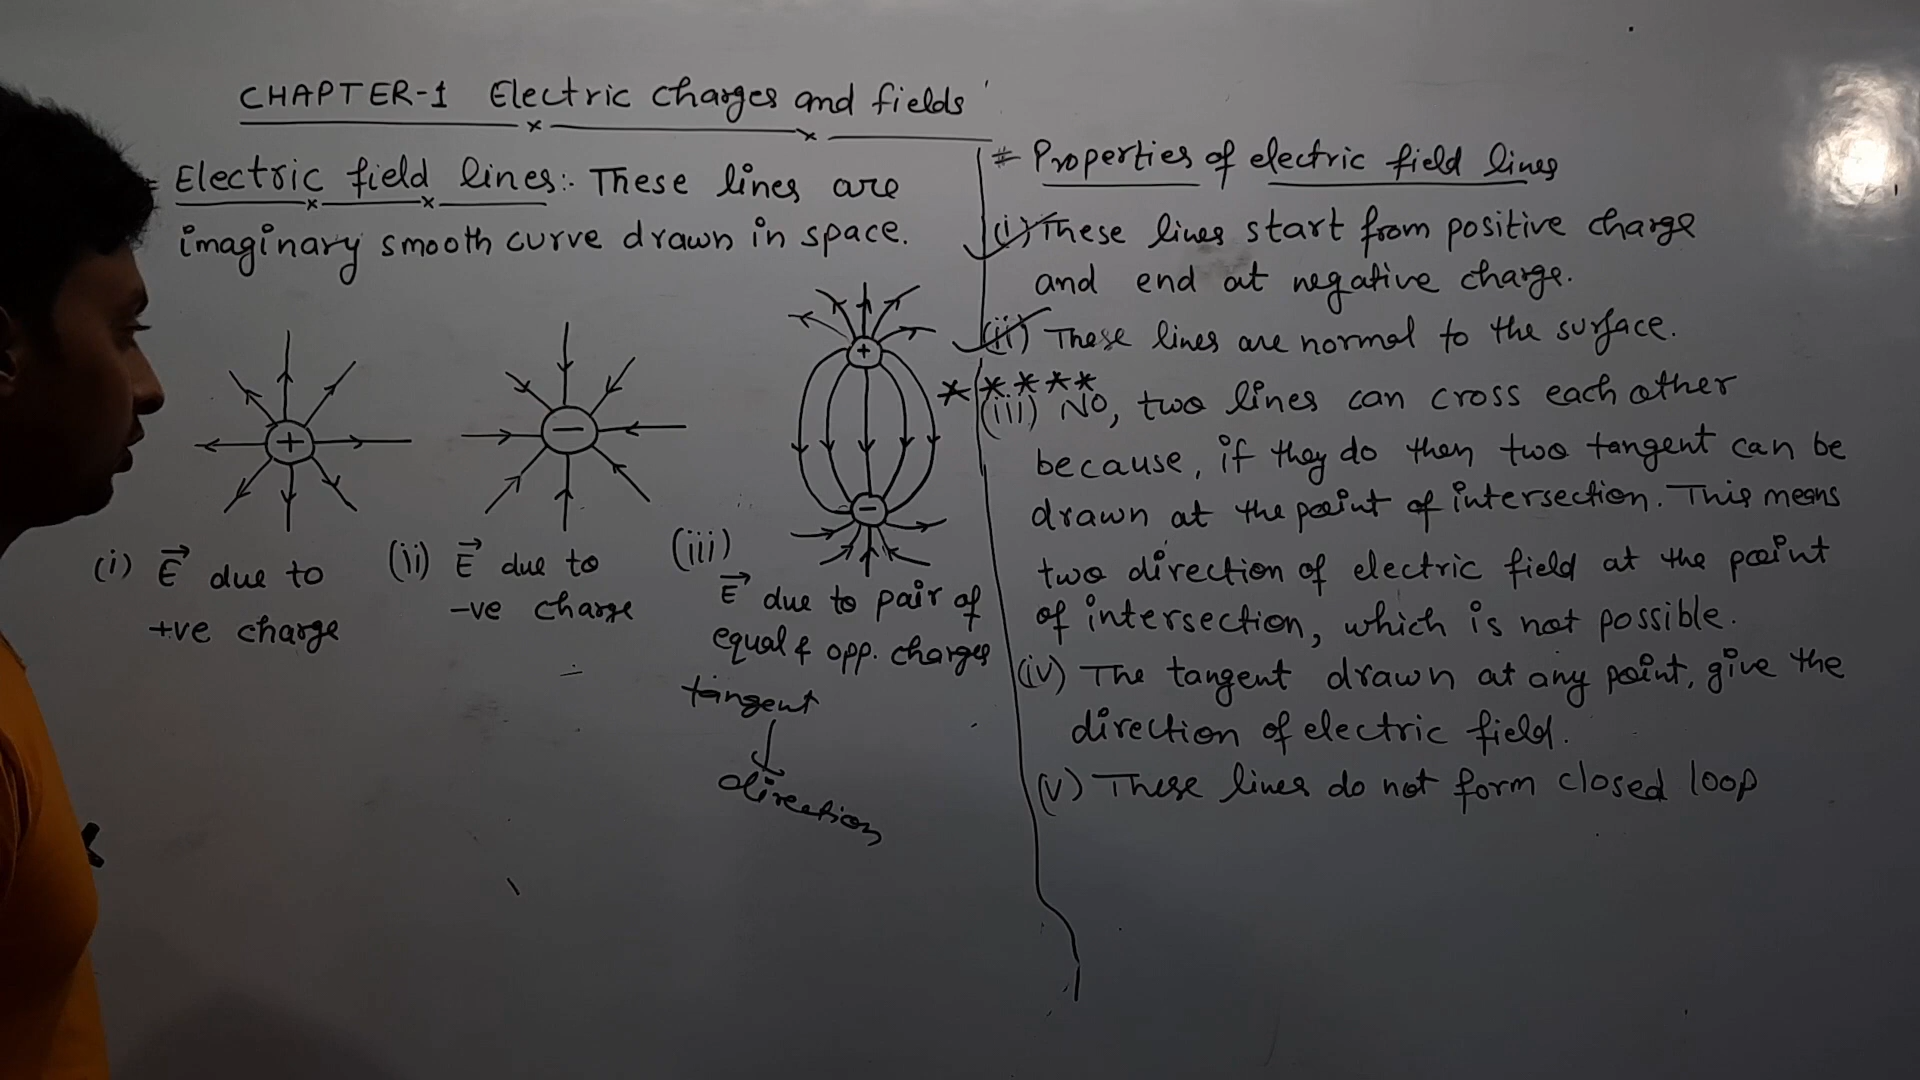 CHAPTER-1 Electric charges and fields
Electric field lines:- These lines are
imaginary smooth curve drawn in space.
+
-
+
-
(i) E⃗ due to
+ve charge
(ii) E⃗ due to
-ve charge
(iii)
E⃗ due to pair of
equal & opp. charges
tangent
↓
direction
# Properties of electric field lines
(i) These lines start from positive charge
and end at negative charge.
(ii) These lines are normal to the surface.
*****
(iii) NO, two lines can cross each other
because, if they do then two tangent can be
drawn at the point of intersection. This means
two direction of electric field at the point
of intersection, which is not possible.
(iv) The tangent drawn at any point, give the
direction of electric field.
(v) These lines do not form closed loop